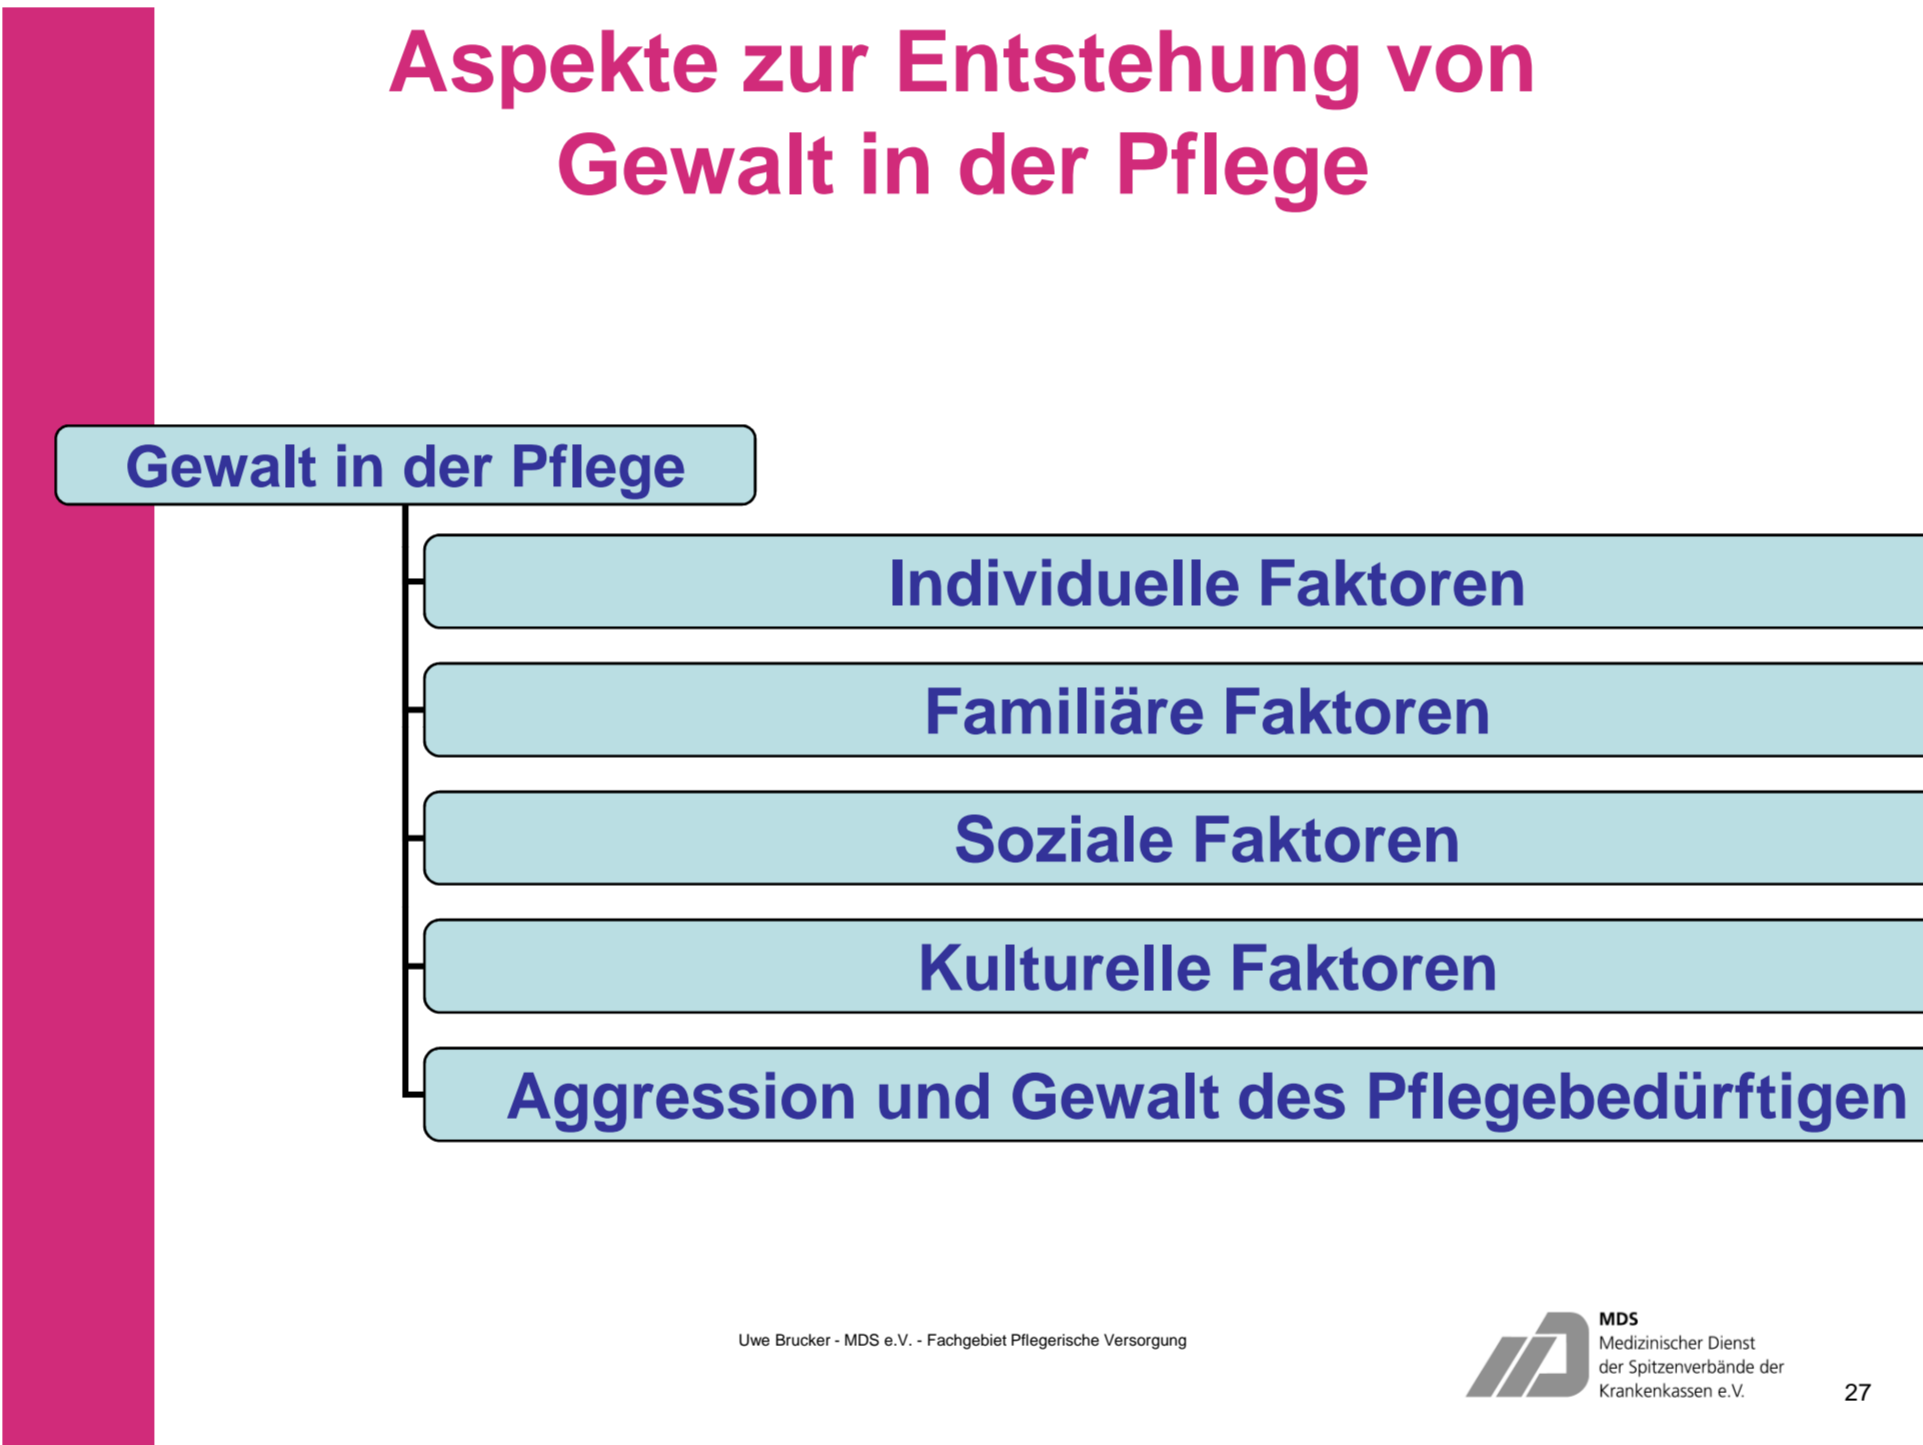 Aspekte zur Entstehung von
Gewalt in der Pflege
Gewalt in der Pflege
Individuelle Faktoren
Familiäre Faktoren
Soziale Faktoren
Kulturelle Faktoren
Aggression und Gewalt des Pflegebedürftigen
Uwe Brucker - MDS e.V. - Fachgebiet Pflegerische Versorgung
MDS
Medizinischer Dienst
der Spitzenverbände der
Krankenkassen e.V.
27